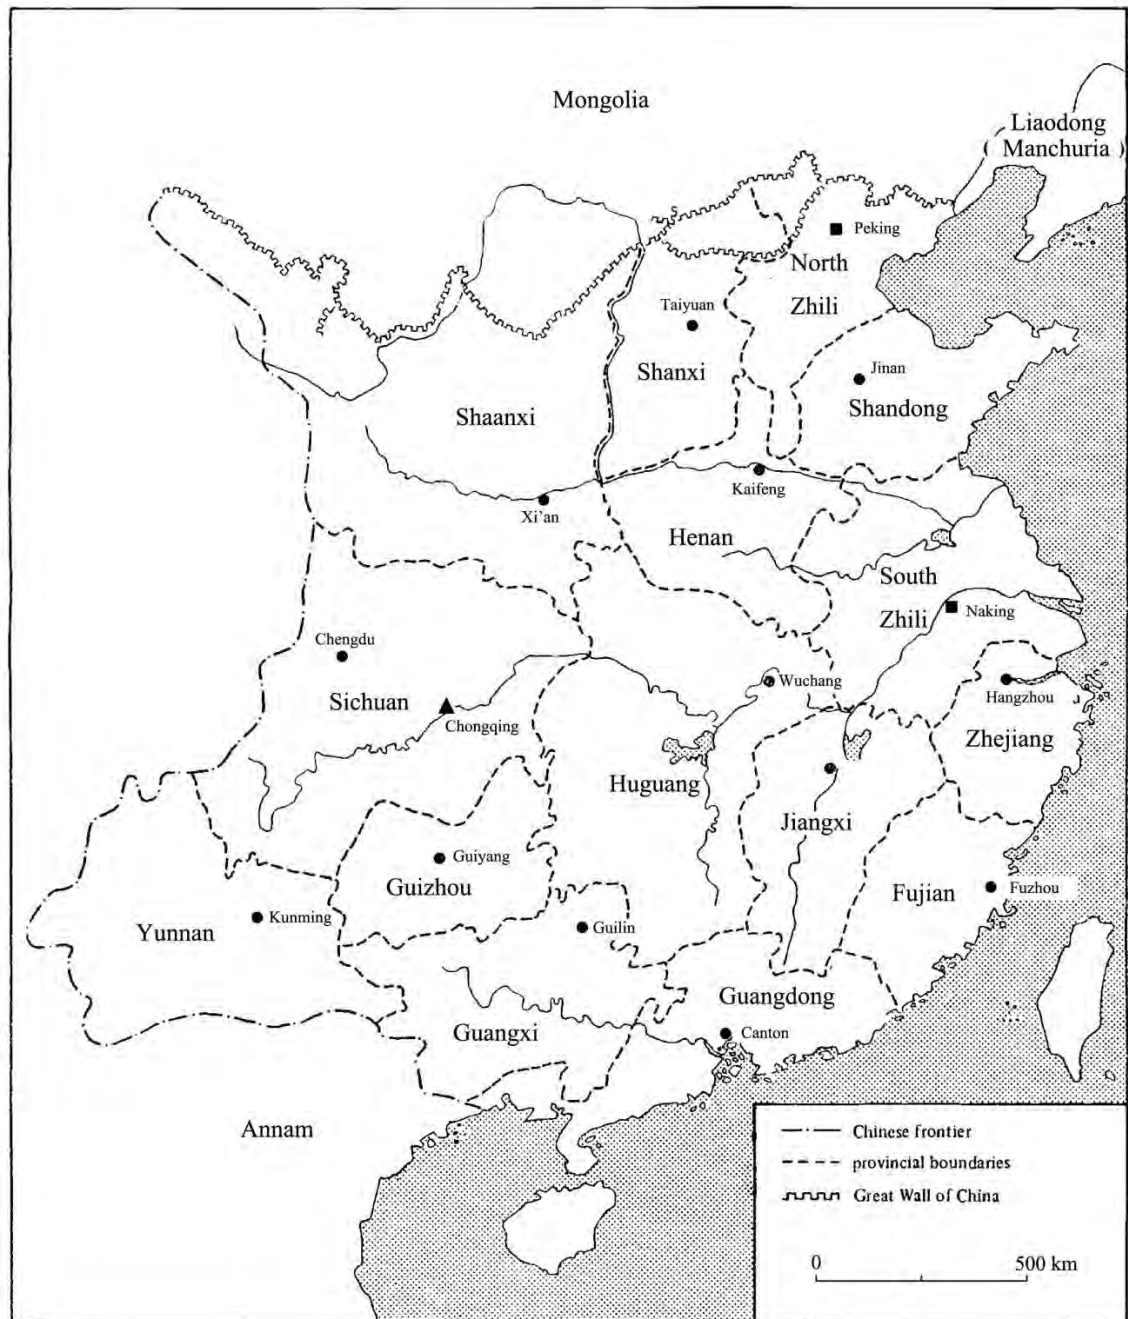 Mongolia
Liaodong
( Manchuria )
Peking
North
Zhili
Taiyuan
Shanxi
Jinan
Shandong
Shaanxi
Kaifeng
Xi'an
Henan
South
Zhili
Naking
Chengdu
Wuchang
Hangzhou
Sichuan
Chongqing
Zhejiang
Huguang
Jiangxi
Guiyang
Guizhou
Fujian
Fuzhou
Kunming
Yunnan
Guilin
Guangdong
Guangxi
Canton
Annam
Chinese frontier
provincial boundaries
Great Wall of China
0 500 km